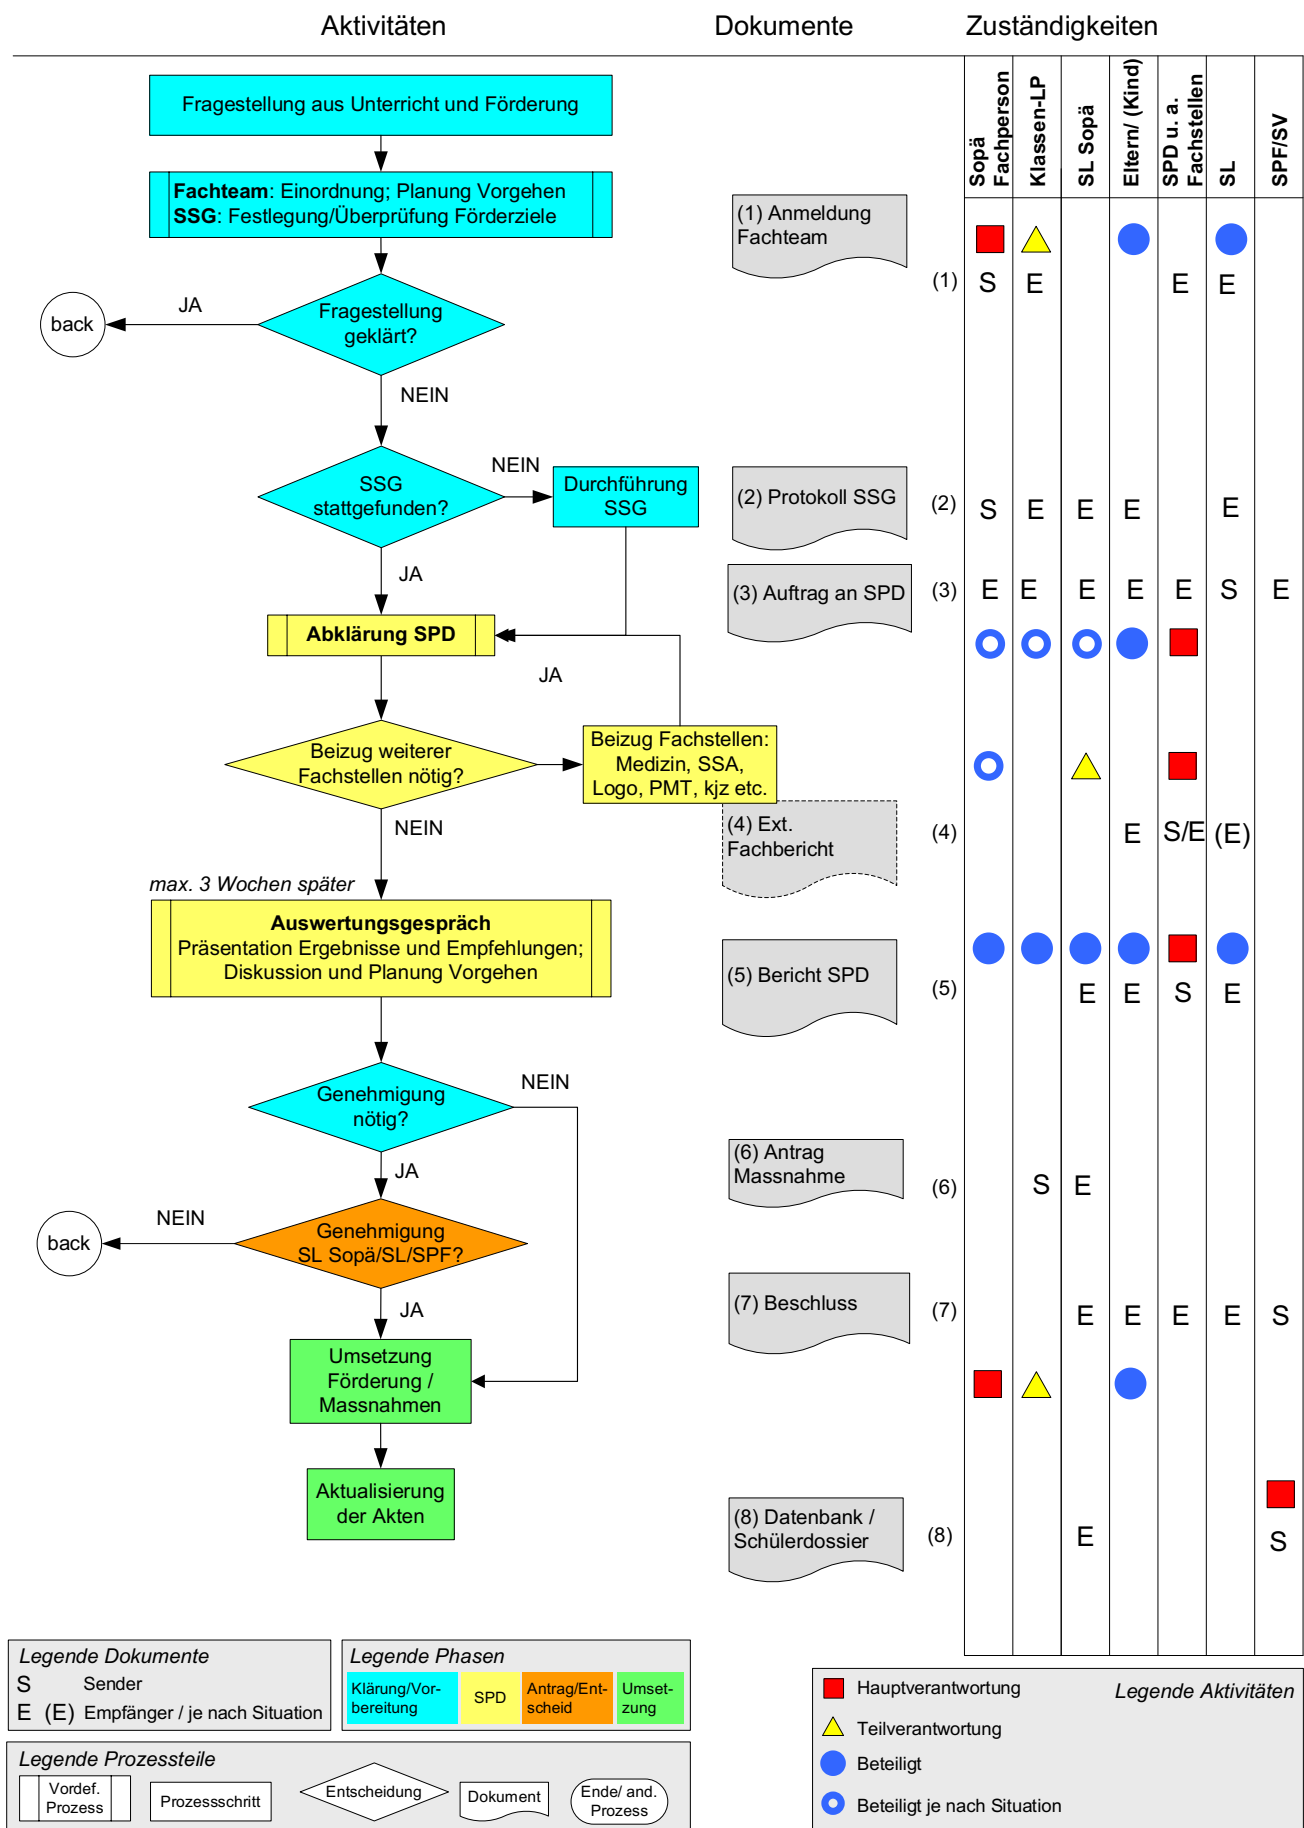 Aktivitäten
Dokumente
Zuständigkeiten
Sopä
Fachperson
Klassen-LP
SL Sopä
Eltern/ (Kind)
SPD u. a.
Fachstellen
SL
SPF/SV
Fragestellung aus Unterricht und Förderung
Fachteam: Einordnung; Planung Vorgehen
SSG: Festlegung/Überprüfung Förderziele
(1) Anmeldung
Fachteam
(1) S E E E
Fragestellung
geklärt?
JA
back
NEIN
SSG
stattgefunden?
NEIN
Durchführung
SSG
(2) Protokoll SSG
(2) S E E E E
JA
(3) Auftrag an SPD
(3) E E E E E S E
Abklärung SPD
JA
Beizug weiterer
Fachstellen nötig?
Beizug Fachstellen:
Medizin, SSA,
Logo, PMT, kjz etc.
NEIN
(4) Ext.
Fachbericht
(4) E S/E (E)
max. 3 Wochen später
Auswertungsgespräch
Präsentation Ergebnisse und Empfehlungen;
Diskussion und Planung Vorgehen
(5) Bericht SPD
(5) E E S E
Genehmigung
nötig?
NEIN
JA
(6) Antrag
Massnahme
(6) S E
Genehmigung
SL Sopä/SL/SPF?
NEIN
back
JA
(7) Beschluss
(7) E E E E S
Umsetzung
Förderung /
Massnahmen
Aktualisierung
der Akten
(8) Datenbank /
Schülerdossier
(8) E S
Legende Dokumente
S Sender
E (E) Empfänger / je nach Situation
Legende Phasen
Klärung/Vor-
bereitung
SPD
Antrag/Ent-
scheid
Umset-
zung
Legende Prozessteile
Vordef.
Prozess
Prozessschritt
Entscheidung
Dokument
Ende/ and.
Prozess
Legende Aktivitäten
Hauptverantwortung
Teilverantwortung
Beteiligt
Beteiligt je nach Situation